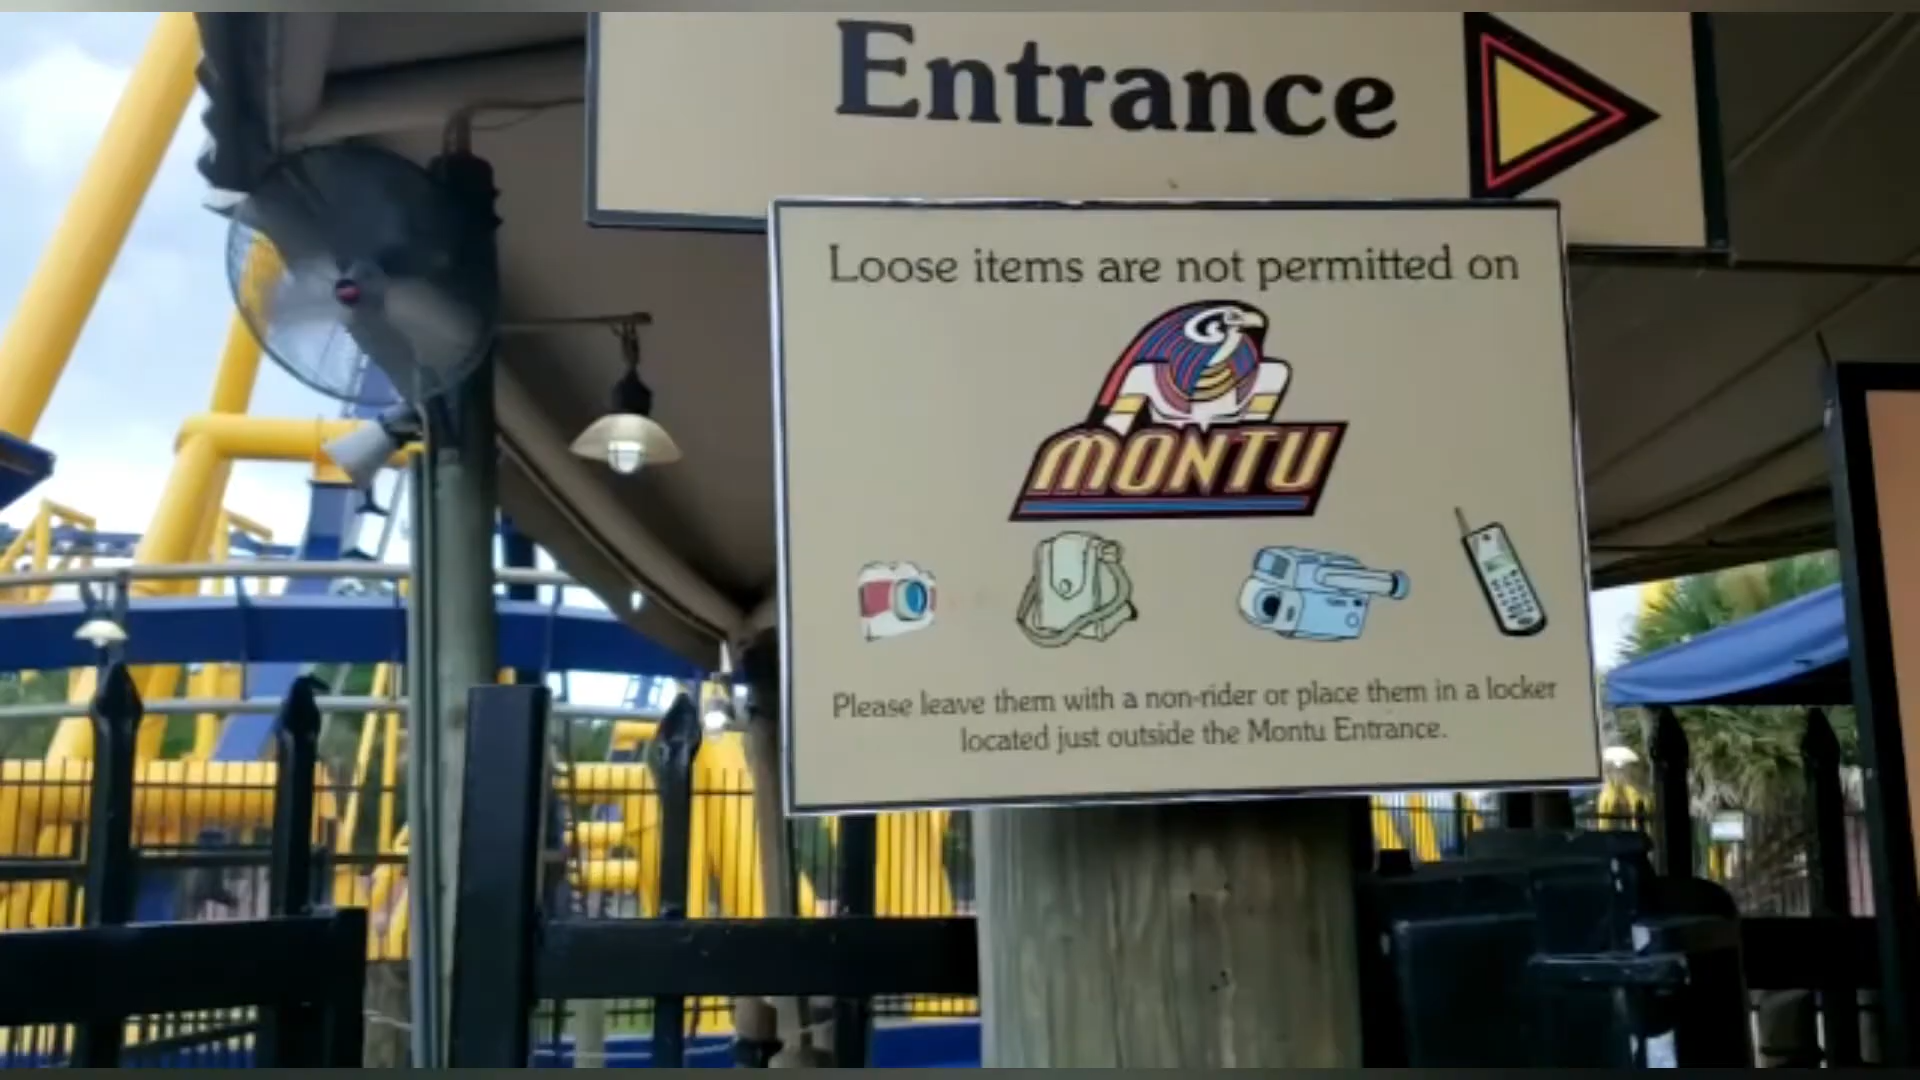 Entrance
Loose items are not permitted on
MONTU
Please leave them with a non-rider or place them in a locker
located just outside the Montu Entrance.